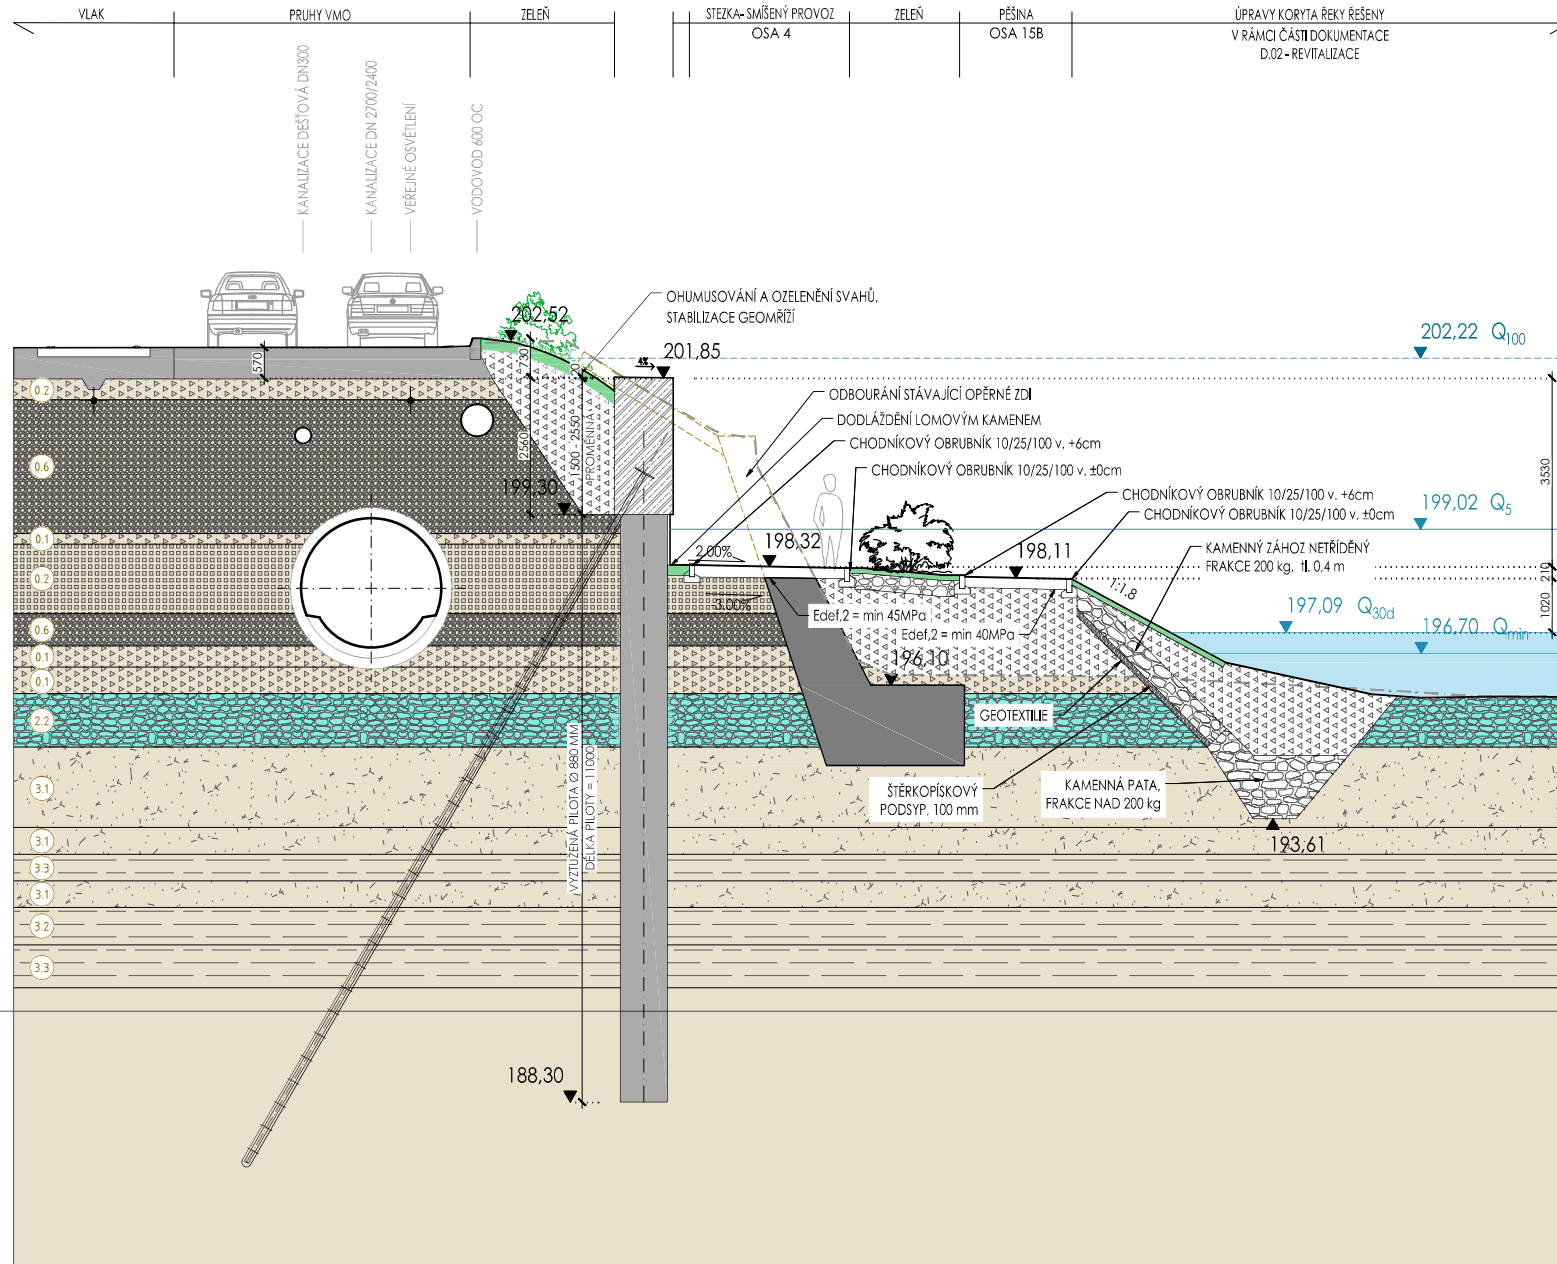 VLAK
PRUHY VMO
ZELEŇ
STEZKA- SMÍŠENÝ PROVOZ
OSA 4
ZELEŇ
PĚŠINA
OSA 15B
ÚPRAVY KORYTA ŘEKY ŘEŠENY
V RÁMCI ČÁSTI DOKUMENTACE
D.02 - REVITALIZACE
KANALIZACE DEŠŤOVÁ DN300
KANALIZACE DN 2700/2400
VEŘEJNÉ OSVĚTLENÍ
VODOVOD 600 OC
OHUMUSOVÁNÍ A OZELENĚNÍ SVAHŮ,
STABILIZACE GEOMŘÍŽÍ
202,52
201,85
4%
202,22 Q100
570
730
ODBOURÁNÍ STÁVAJÍCÍ OPĚRNÉ ZDI
DODLÁŽDĚNÍ LOMOVÝM KAMENEM
CHODNÍKOVÝ OBRUBNÍK 10/25/100 v. +6cm
CHODNÍKOVÝ OBRUBNÍK 10/25/100 v. ±0cm
CHODNÍKOVÝ OBRUBNÍK 10/25/100 v. +6cm
CHODNÍKOVÝ OBRUBNÍK 10/25/100 v. ±0cm
0.2
0.6
2560
1500 - 2550
PROMĚNNÁ
3530
199,30
199,02 Q5
0.1
198,32
198,11
2,00%
KAMENNÝ ZÁHOZ NETŘÍDĚNÝ
FRAKCE 200 kg, tl. 0,4 m
210
0.2
-3.00%
1:1,8
1020
Edef,2 = min 45MPa
197,09 Q30d
0.6
Edef,2 = min 40MPa
196,70 Qmin
0.1
196,10
0.1
2.2
GEOTEXTILIE
VYZTUŽENÁ PILOTA Ø 880 MM
DÉLKA PILOTY = 11000
3.1
ŠTĚRKOPÍSKOVÝ
PODSYP, 100 mm
KAMENNÁ PATA,
FRAKCE NAD 200 kg
3.1
193,61
3.3
3.1
3.2
3.3
188,30